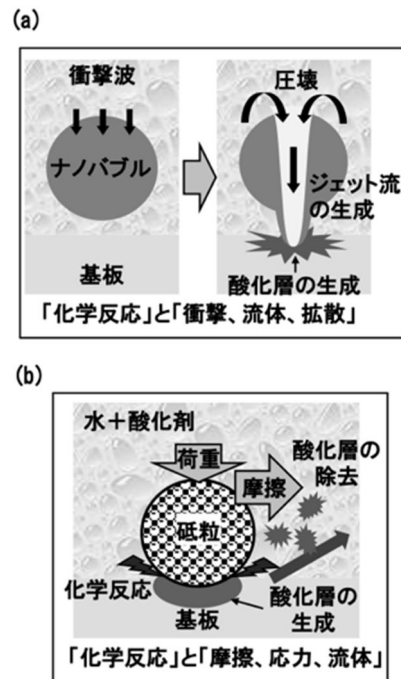 (a)
衝撃波
ナノバブル
基板
圧壊
ジェット流
の生成
酸化層の生成
「化学反応」と「衝撃、流体、拡散」
(b)
水＋酸化剤
荷重
摩擦
酸化層の
除去
砥粒
化学反応
基板
酸化層の
生成
「化学反応」と「摩擦、応力、流体」